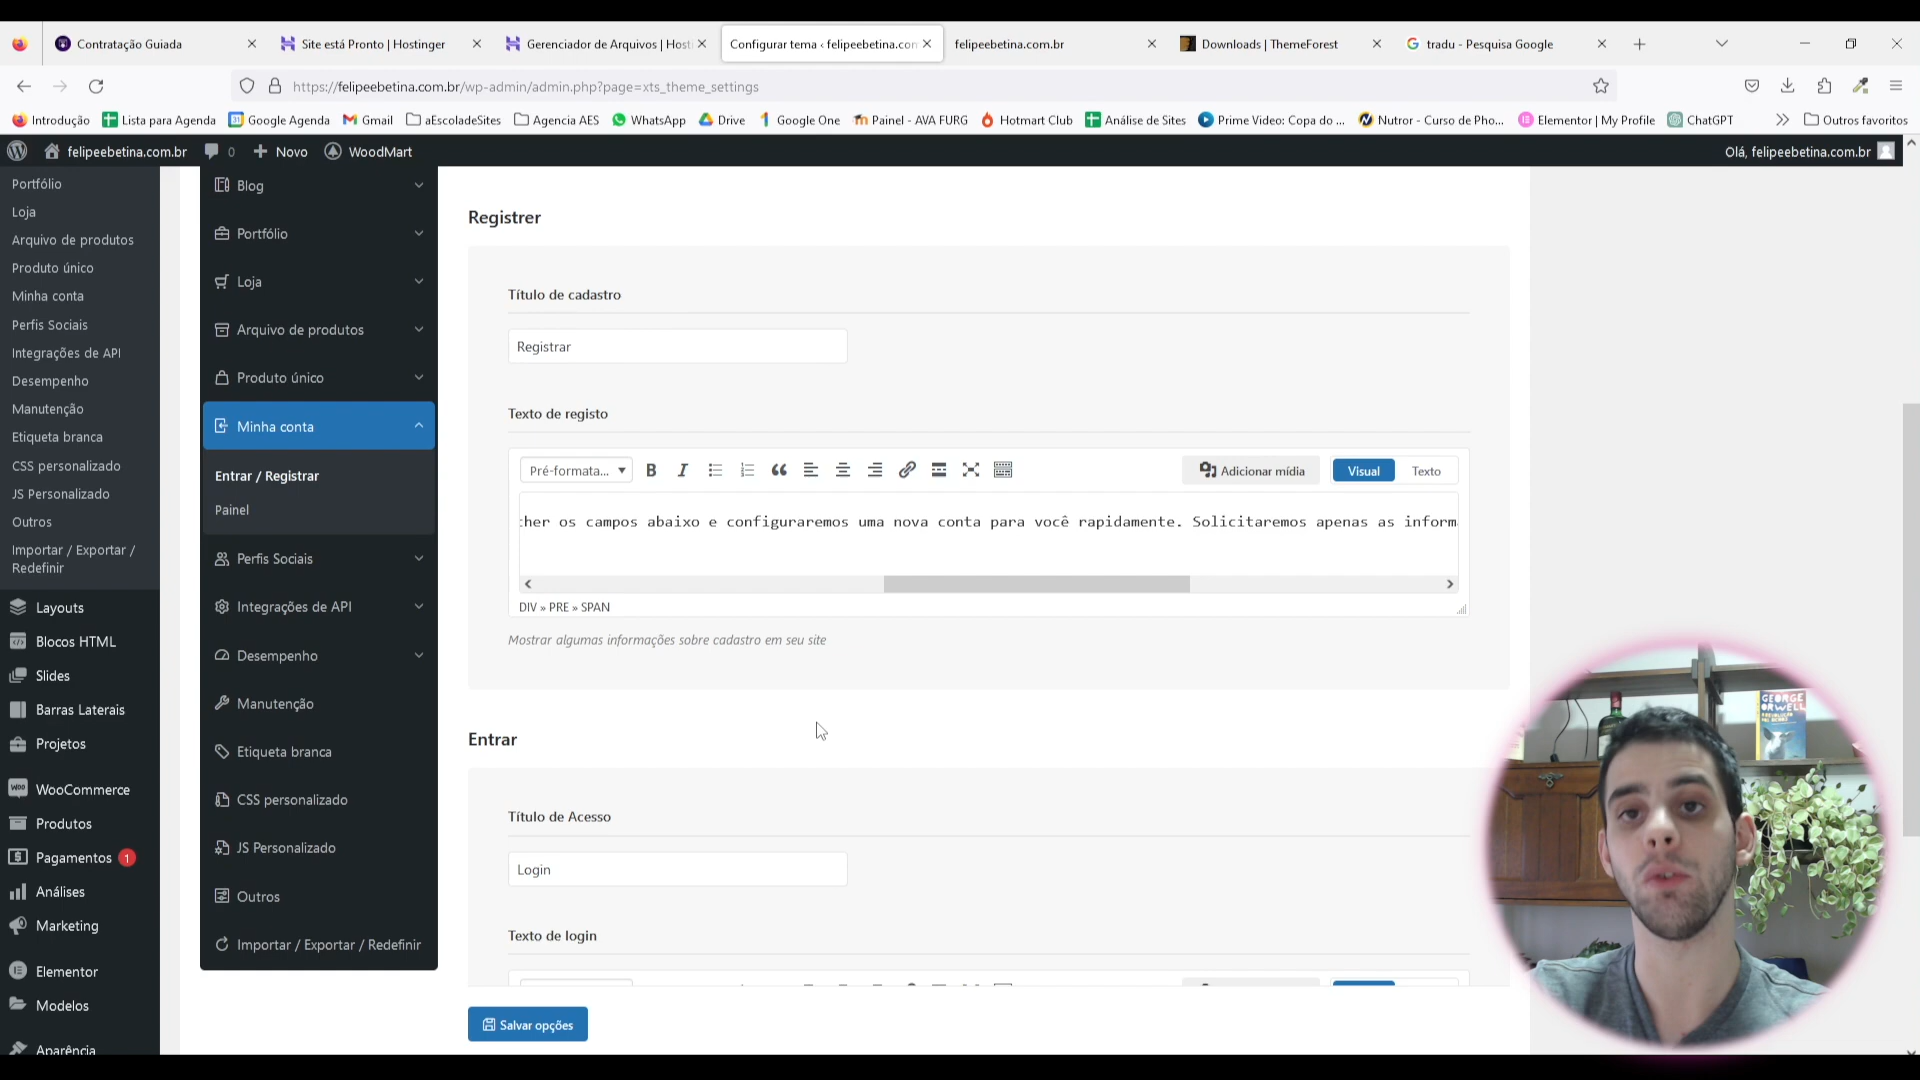 Contratação Guiada
Site está Pronto | Hostinger
Gerenciador de Arquivos | Host
Configurar tema ‹ felipeebetina.con
felipeebetina.com.br
Downloads | ThemeForest
tradu - Pesquisa Google
https://felipeebetina.com.br/wp-admin/admin.php?page=xts_theme_settings
Introdução
Lista para Agenda
Google Agenda
Gmail
aEscoladeSites
Agencia AES
WhatsApp
Drive
Google One
Painel - AVA FURG
Hotmart Club
Análise de Sites
Prime Video: Copa do ...
Nutror - Curso de Pho...
Elementor | My Profile
ChatGPT
Outros favoritos
felipeebetina.com.br
0
Novo
WoodMart
Olá, felipeebetina.com.br
Portfólio
Loja
Arquivo de produtos
Produto único
Minha conta
Perfis Sociais
Integrações de API
Desempenho
Manutenção
Etiqueta branca
CSS personalizado
JS Personalizado
Outros
Importar / Exportar /
Redefinir
Layouts
Blocos HTML
Slides
Barras Laterais
Projetos
WooCommerce
Produtos
Pagamentos 1
Análises
Marketing
Elementor
Modelos
Aparência
Blog
Portfólio
Loja
Arquivo de produtos
Produto único
Minha conta
Entrar / Registrar
Painel
Perfis Sociais
Integrações de API
Desempenho
Manutenção
Etiqueta branca
CSS personalizado
JS Personalizado
Outros
Importar / Exportar / Redefinir
Registrer
Título de cadastro
Registrar
Texto de registo
Pré-formata...
B I
Adicionar mídia
Visual
Texto
:her os campos abaixo e configuraremos uma nova conta para você rapidamente. Solicitaremos apenas as inform
DIV » PRE » SPAN
Mostrar algumas informações sobre cadastro em seu site
Entrar
Título de Acesso
Login
Texto de login
Salvar opções
GEORGE
ORWELL